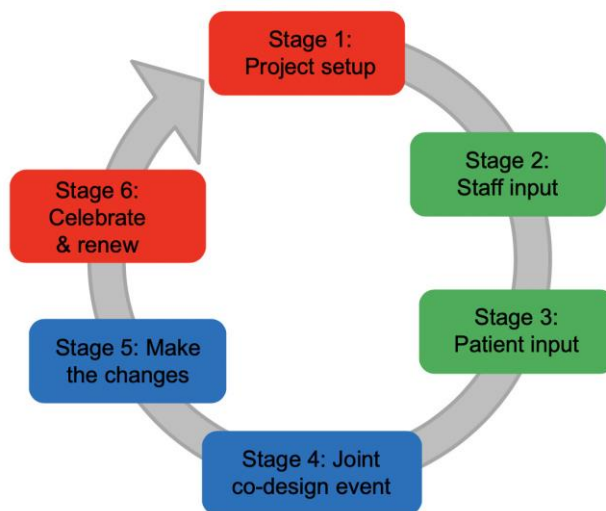 Stage 1:
Project setup
Stage 2:
Staff input
Stage 3:
Patient input
Stage 4: Joint
co-design event
Stage 5: Make
the changes
Stage 6:
Celebrate
& renew